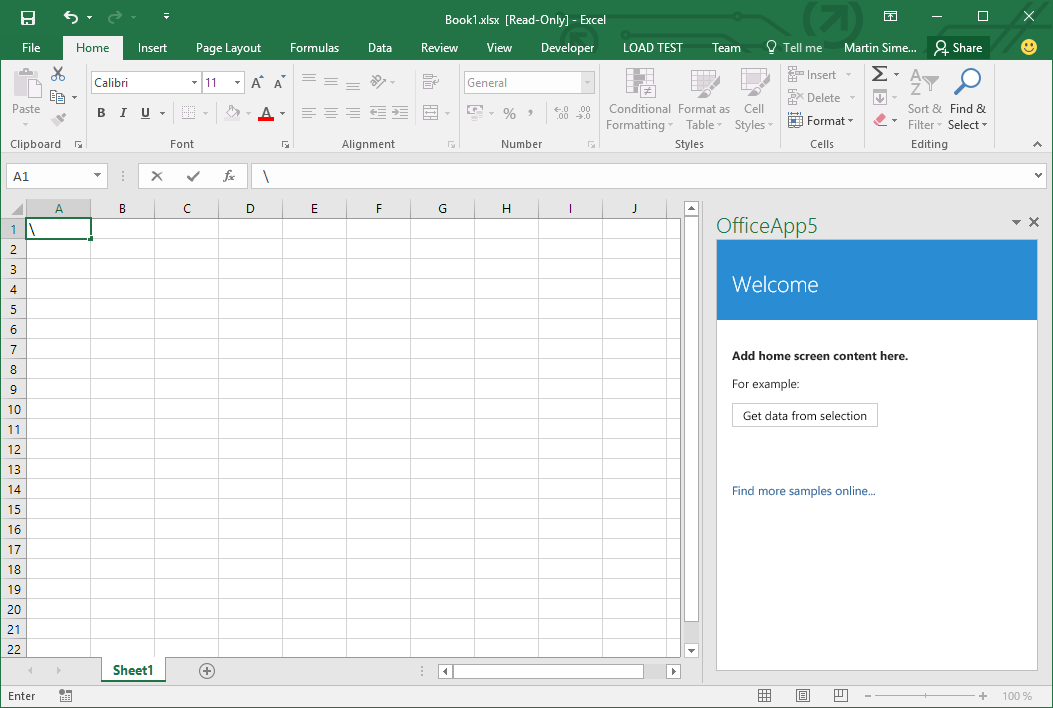 Book1.xlsx [Read-Only] - Excel
File Home Insert Page Layout Formulas Data Review View Developer LOAD TEST Team Tell me Martin Sime... Share
Calibri 11 General Insert Σ
Paste Delete
B I U A % , Conditional Formatting Format as Table Cell Styles Format Sort & Filter Find & Select
Clipboard Font Alignment Number Styles Cells Editing
A1 fx \
A B C D E F G H I J
1 \
2
3
4
5
6
7
8
9
10
11
12
13
14
15
16
17
18
19
20
21
22
OfficeApp5
Welcome
Add home screen content here.
For example:
Get data from selection
Find more samples online...
Sheet1
Enter 100 %